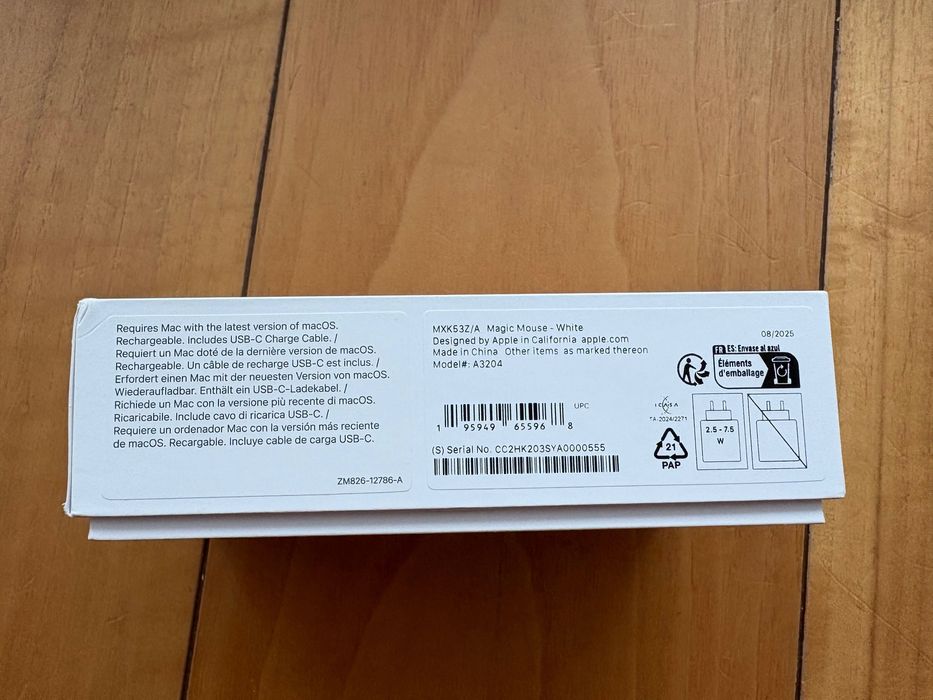 Requires Mac with the latest version of macOS.
Rechargeable. Includes USB-C Charge Cable. /
Requiert un Mac doté de la dernière version de macOS.
Rechargeable. Un câble de recharge USB-C est inclus. /
Erfordert einen Mac mit der neuesten Version von macOS.
Wiederaufladbar. Enthält ein USB-C-Ladekabel. /
Richiede un Mac con la versione più recente di macOS.
Ricaricabile. Include cavo di ricarica USB-C. /
Requiere un ordenador Mac con la versión más reciente
de macOS. Recargable. Incluye cable de carga USB-C.
ZM826-12786-A
MXK53Z/A Magic Mouse - White
Designed by Apple in California apple.com
Made in China Other items as marked thereon
Model#: A3204
UPC
1 95949 65596 8
(S) Serial No. CC2HK203SYA0000555
08/2025
FR ES: Envase al azul
Éléments
d'emballage
ICASA
TA-2024/2271
21
PAP
2.5 - 7.5
W